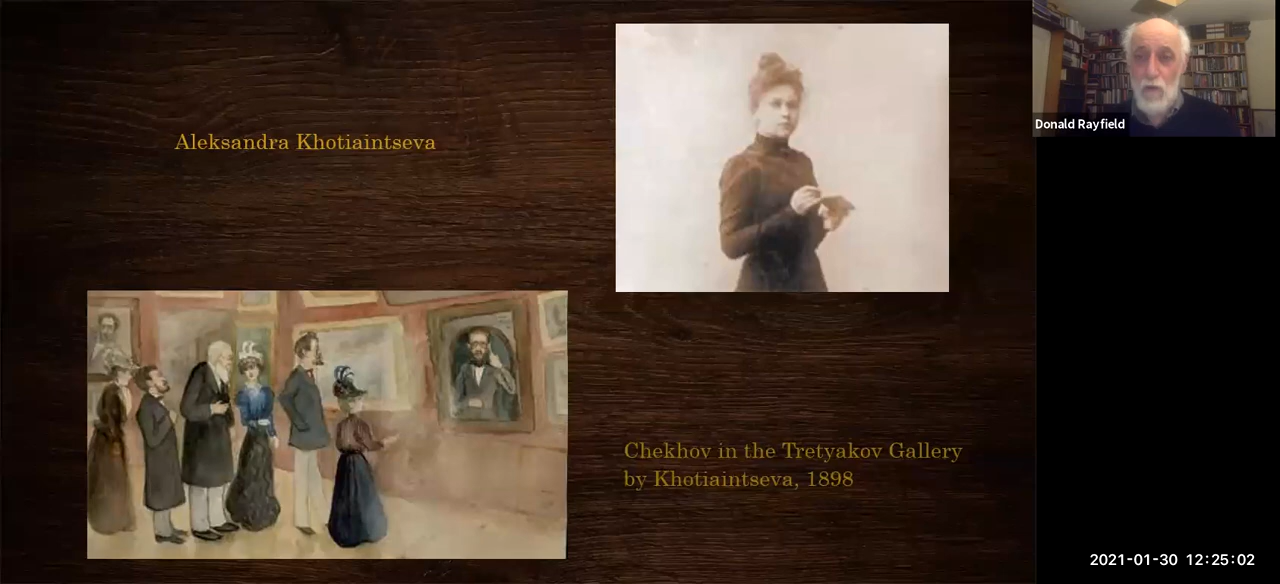 Aleksandra Khotiaintseva
Donald Rayfield
Chekhov in the Tretyakov Gallery
by Khotiaintseva, 1898
2021-01-30 12:25:02